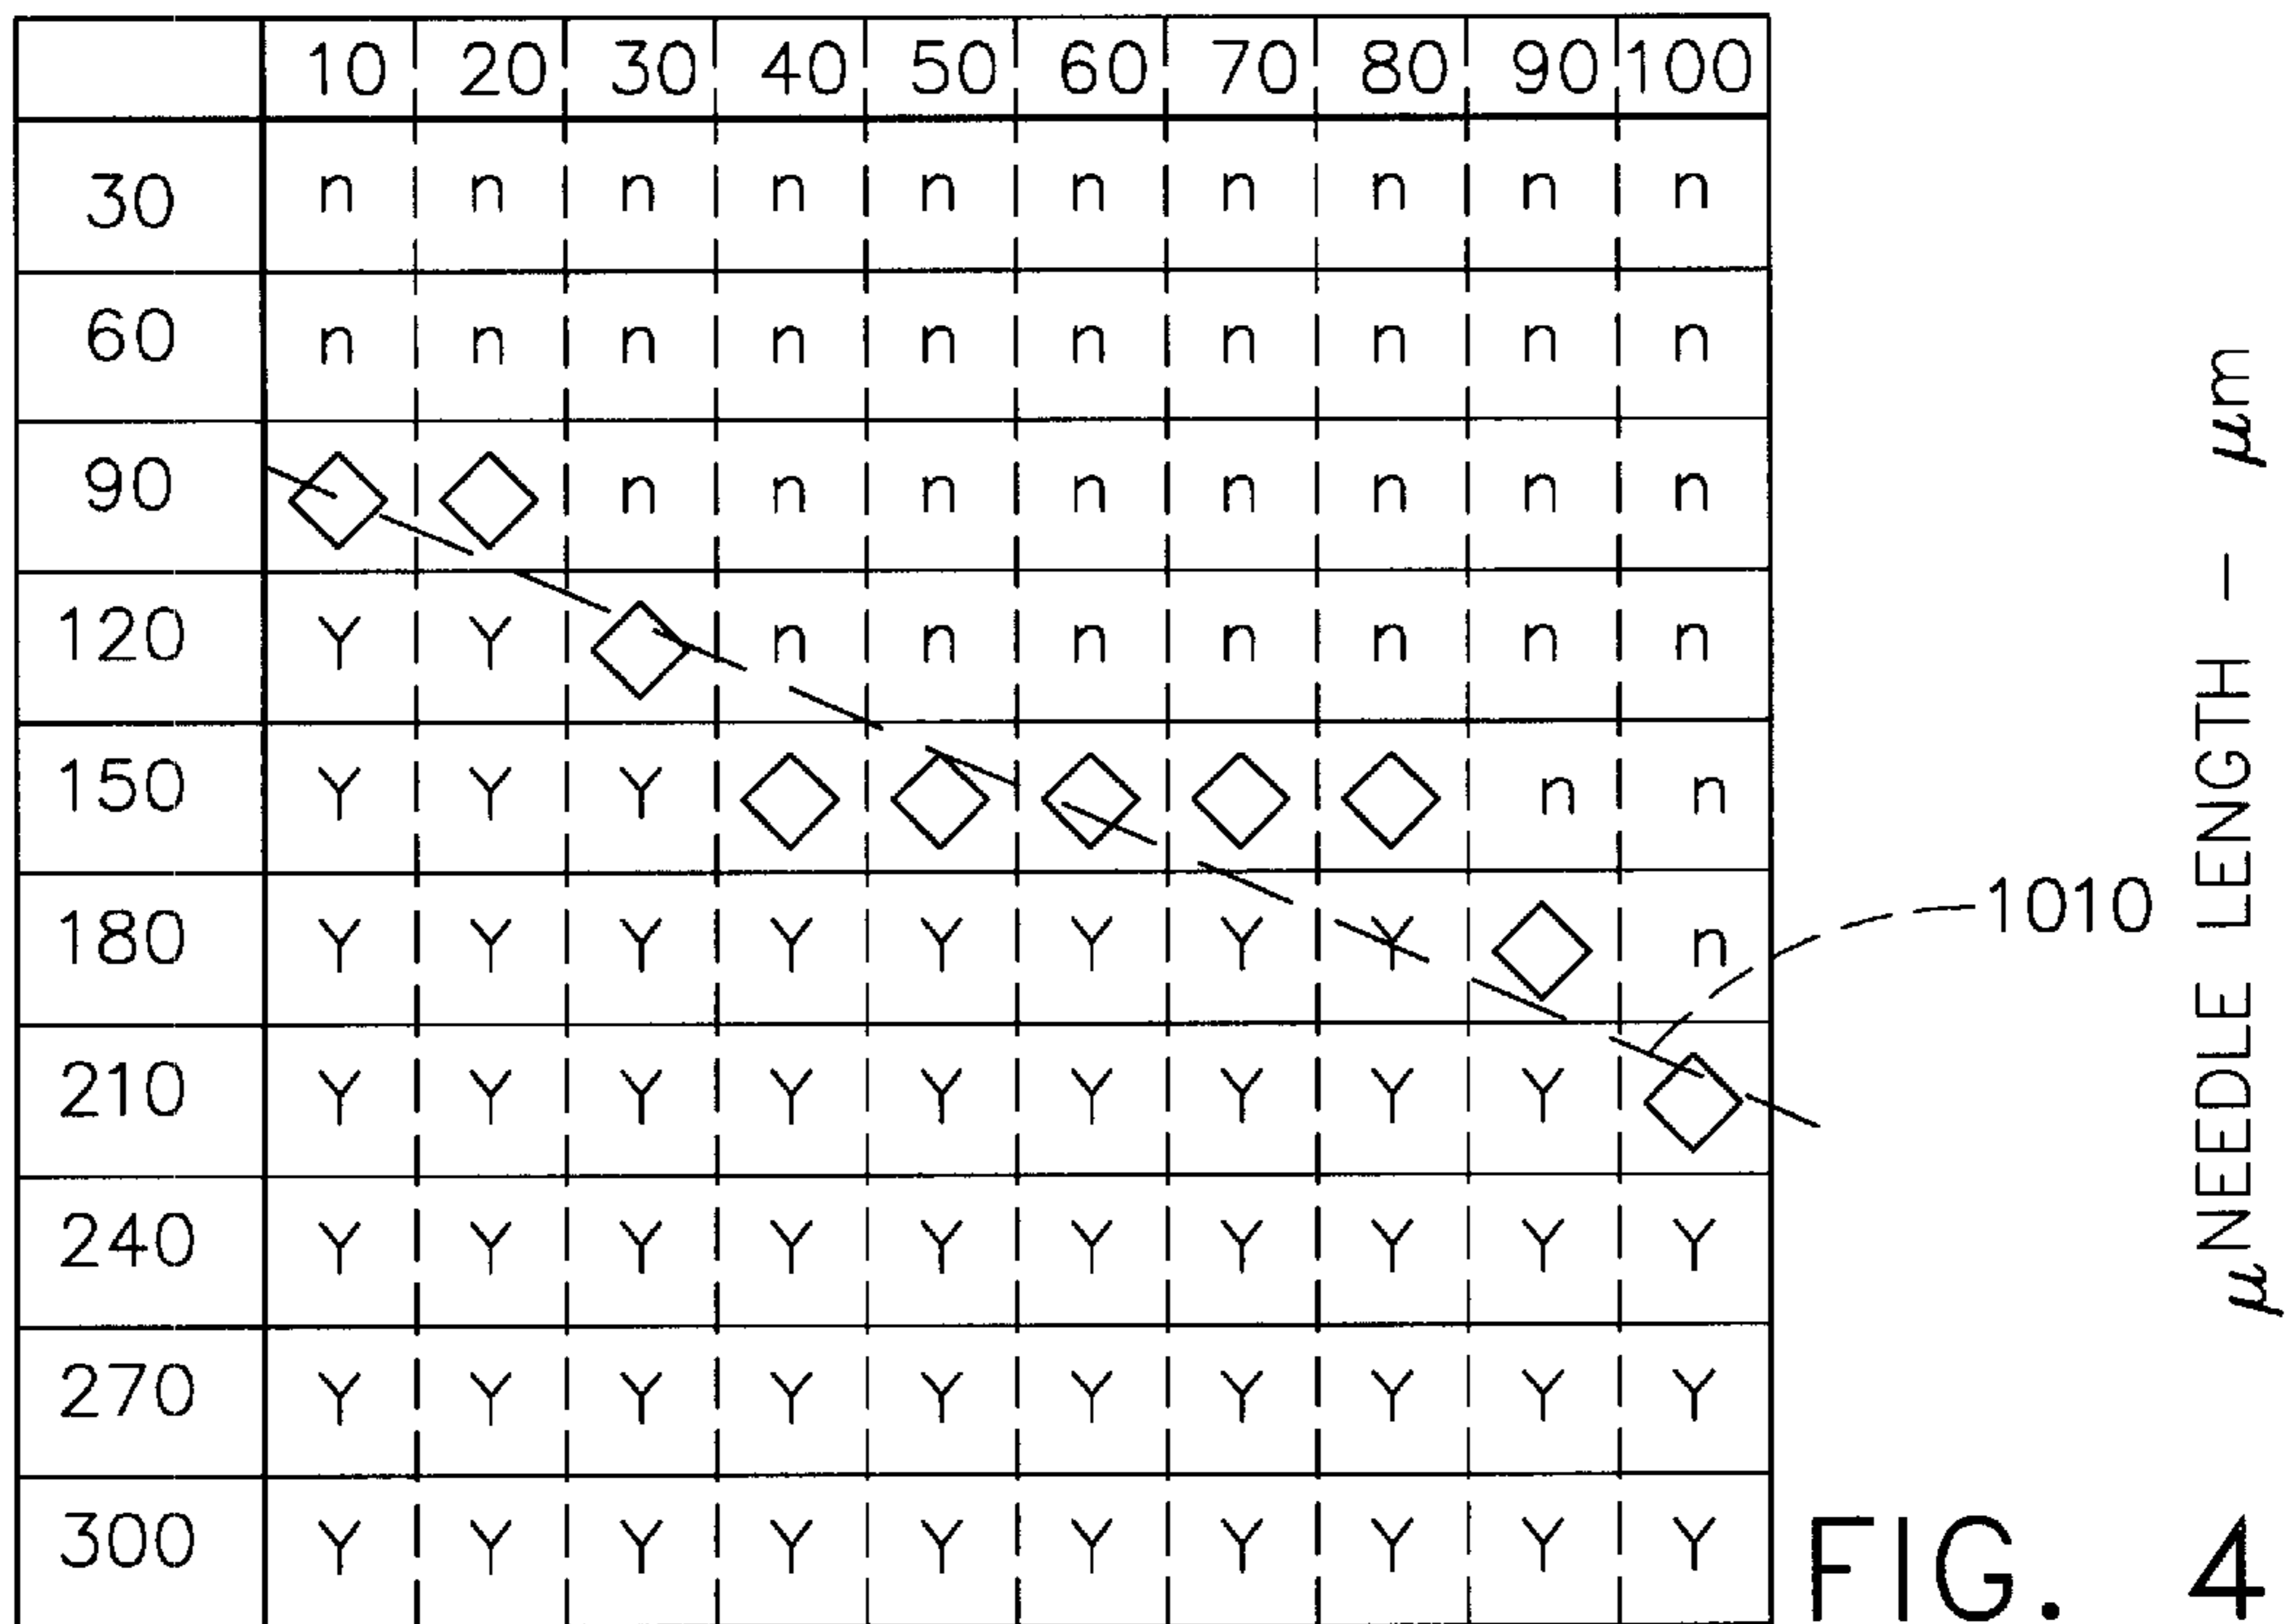 10 20 30 40 50 60 70 80 90 100
30 n n n n n n n n n n
60 n n n n n n n n n n
90 ◇ ◇ n n n n n n n n
120 Y Y ◇ n n n n n n n
150 Y Y Y ◇ ◇ ◇ ◇ ◇ n n
180 Y Y Y Y Y Y Y Y ◇ n
210 Y Y Y Y Y Y Y Y Y ◇
240 Y Y Y Y Y Y Y Y Y Y
270 Y Y Y Y Y Y Y Y Y Y
300 Y Y Y Y Y Y Y Y Y Y
1010
μNEEDLE LENGTH - μm
FIG. 4